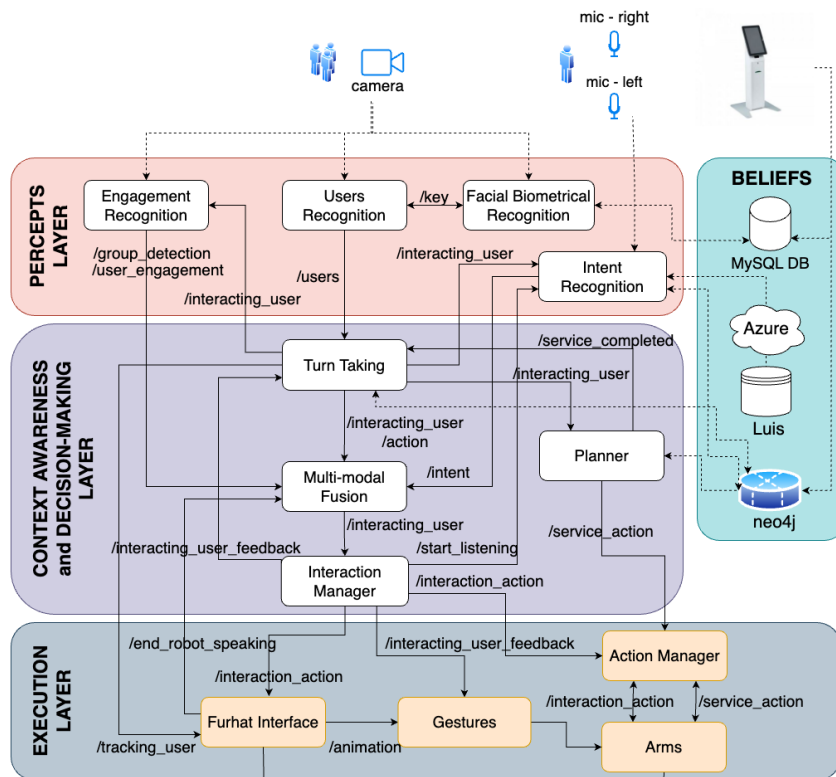 mic - right
mic - left
camera
PERCEPTS
LAYER
Engagement
Recognition
Users
Recognition
/key
Facial Biometrical
Recognition
BELIEFS
MySQL DB
/group_detection
/user_engagement
/interacting_user
/users
/interacting_user
Intent
Recognition
Azure
Luis
neo4j
CONTEXT AWARENESS
and DECISION-MAKING
LAYER
Turn Taking
/service_completed
/interacting_user
/interacting_user
/action
Multi-modal
Fusion
/intent
Planner
/interacting_user
/service_action
/interacting_user_feedback
/start_listening
Interaction
Manager
/interaction_action
EXECUTION
LAYER
/end_robot_speaking
/interacting_user_feedback
/interaction_action
Action Manager
/interaction_action
/service_action
Furhat Interface
Gestures
Arms
/tracking_user
/animation